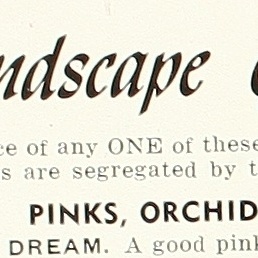 ndscape
ce of any ONE of these
s are segregated by t
PINKS, ORCHID
DREAM. A good pink